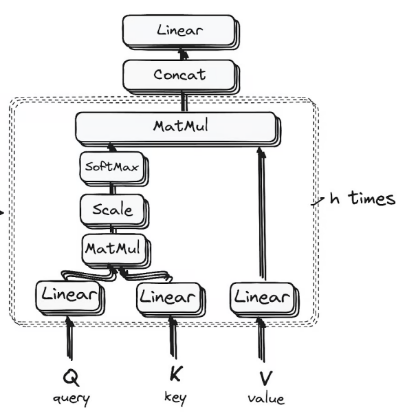 Linear
Concat
MatMul
SoftMax
Scale
h times
MatMul
Linear Linear Linear
Q K V
query key value